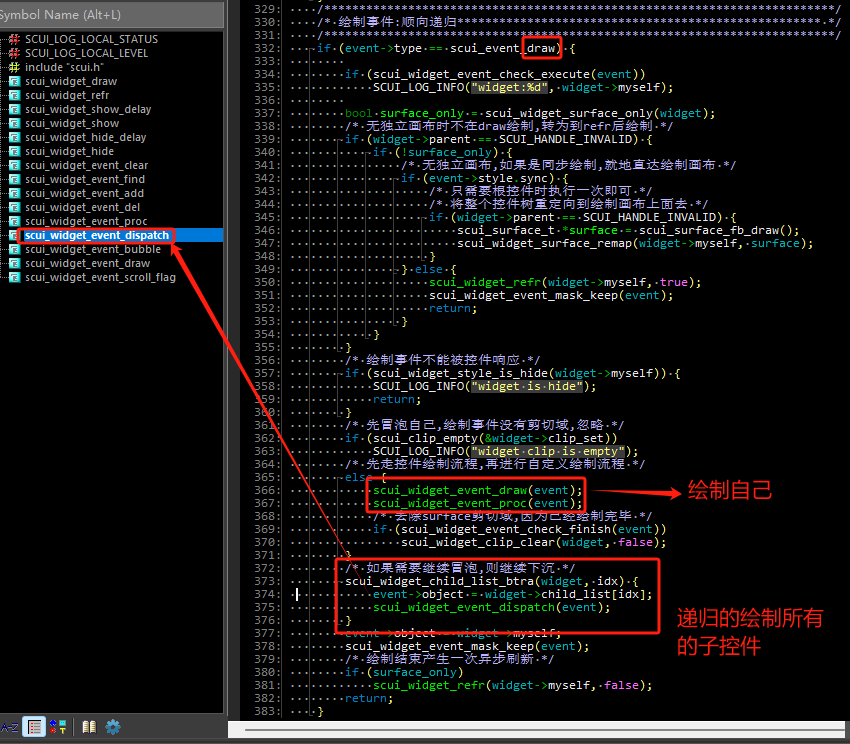 Symbol Name (Alt+L)
SCUI_LOG_LOCAL_STATUS
SCUI_LOG_LOCAL_LEVEL
include "scui.h"
scui_widget_draw
scui_widget_refr
scui_widget_show_delay
scui_widget_show
scui_widget_hide_delay
scui_widget_hide
scui_widget_event_clear
scui_widget_event_find
scui_widget_event_add
scui_widget_event_del
scui_widget_event_proc
scui_widget_event_dispatch
scui_widget_event_bubble
scui_widget_event_draw
scui_widget_event_scroll_flag
A-Z
329: /*****************************************************************************/
330: /* 绘制事件:顺向递归********************************************************* */
331: /*****************************************************************************/
332: if (event->type == scui_event_draw) {
333:
334: if (scui_widget_event_check_execute(event))
335: SCUI_LOG_INFO("widget:%d", widget->myself);
336:
337: bool surface_only = scui_widget_surface_only(widget);
338: /* 无独立画布时不在draw绘制,转为到refr后绘制 */
339: if (widget->parent == SCUI_HANDLE_INVALID) {
340: if (!surface_only) {
341: /* 无独立画布,如果是同步绘制,就地直达绘制画布 */
342: if (event->style.sync) {
343: /* 只需要根控件时执行一次即可 */
344: /* 将整个控件树重定向到绘制画布上面去 */
345: if (widget->parent == SCUI_HANDLE_INVALID) {
346: scui_surface_t *surface = scui_surface_fb_draw();
347: scui_widget_surface_remap(widget->myself, surface);
348: }
349: } else {
350: scui_widget_refr(widget->myself, true);
351: scui_widget_event_mask_keep(event);
352: return;
353: }
354: }
355: }
356: /* 绘制事件不能被控件响应 */
357: if (scui_widget_style_is_hide(widget->myself)) {
358: SCUI_LOG_INFO("widget is hide");
359: return;
360: }
361: /* 先冒泡自己,绘制事件没有剪切域,忽略 */
362: if (scui_clip_empty(&widget->clip_set))
363: SCUI_LOG_INFO("widget clip is empty");
364: /* 先走控件绘制流程,再进行自定义绘制流程 */
365: else {
366: scui_widget_event_draw(event);
367: scui_widget_event_proc(event);
368: /* 去除surface剪切域,因为已经绘制完毕 */
369: if (scui_widget_event_check_finish(event))
370: scui_widget_clip_clear(widget, false);
371: }
372: /* 如果需要继续冒泡,则继续下沉 */
373: scui_widget_child_list_btra(widget, idx) {
374: event->object = widget->child_list[idx];
375: scui_widget_event_dispatch(event);
376: }
377: event->object = widget->myself;
378: scui_widget_event_mask_keep(event);
379: /* 绘制结束产生一次异步刷新 */
380: if (surface_only)
381: scui_widget_refr(widget->myself, false);
382: return;
383: }
绘制自己
递归的绘制所有
的子控件